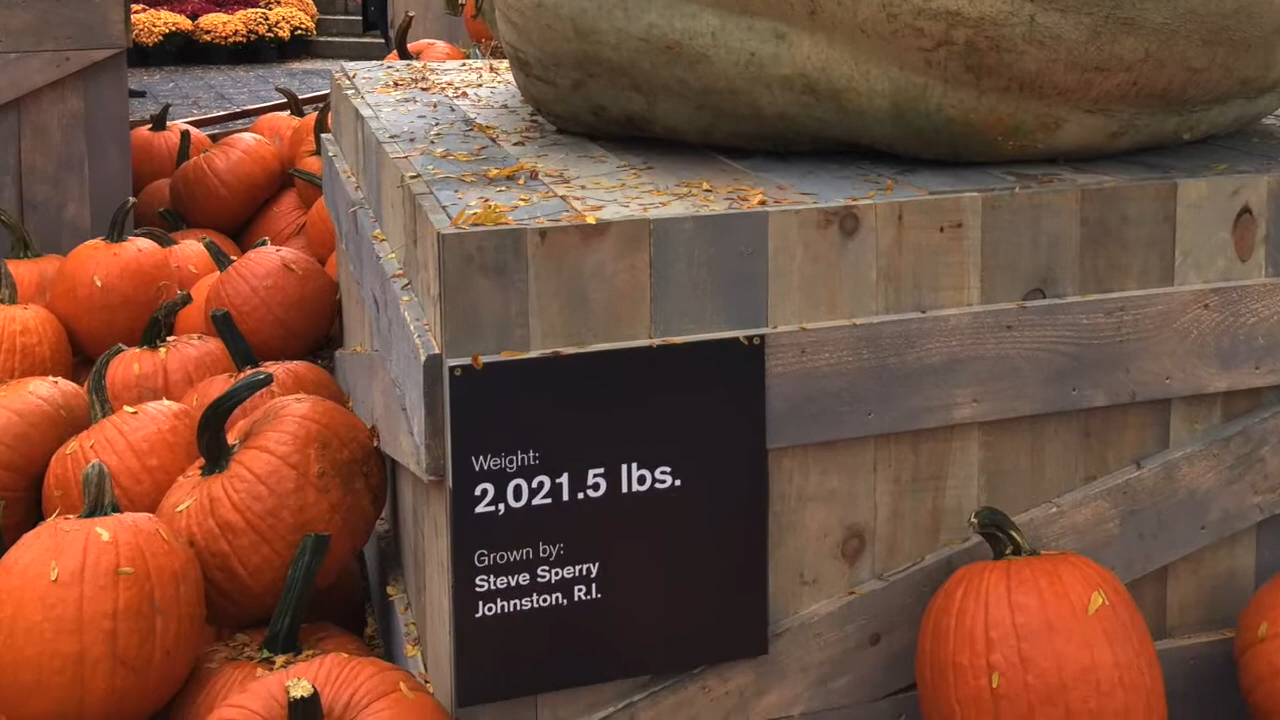 Weight:
2,021.5 lbs.
Grown by:
Steve Sperry
Johnston, R.I.